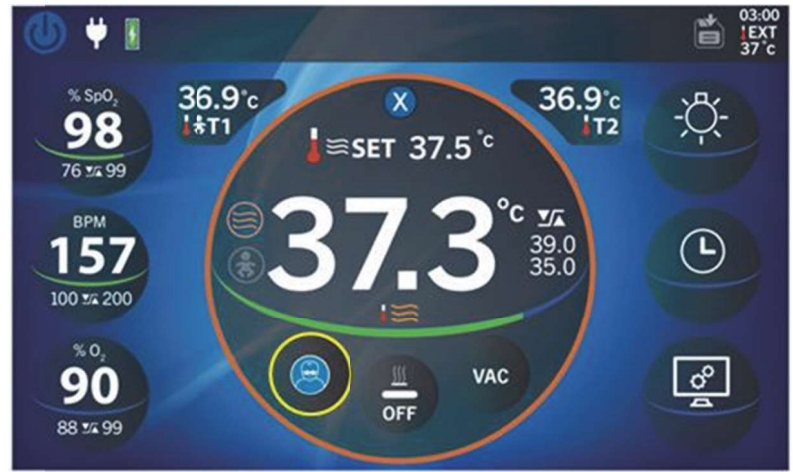 03:00
EXT
37°C
% SpO₂
98
76 99
36.9°C
T1
X
36.9°C
T2
SET 37.5°C
37.3°C
39.0
35.0
BPM
157
100 200
% O₂
90
88 99
OFF
VAC